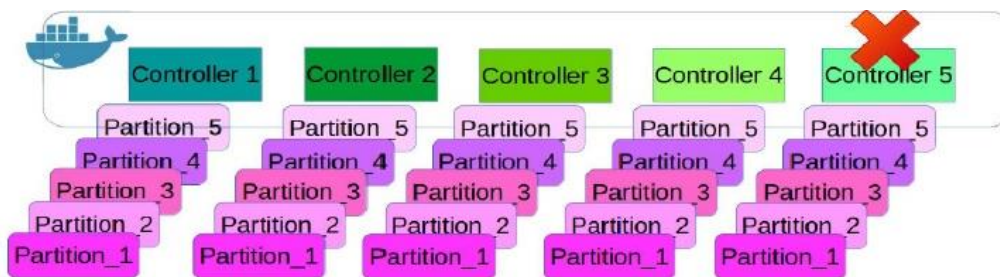 Controller 1 Controller 2 Controller 3 Controller 4 Controller 5
Partition_5 Partition_5 Partition_5 Partition_5 Partition_5
Partition_4 Partition_4 Partition_4 Partition_4 Partition_4
Partition_3 Partition_3 Partition_3 Partition_3 Partition_3
Partition_2 Partition_2 Partition_2 Partition_2 Partition_2
Partition_1 Partition_1 Partition_1 Partition_1 Partition_1